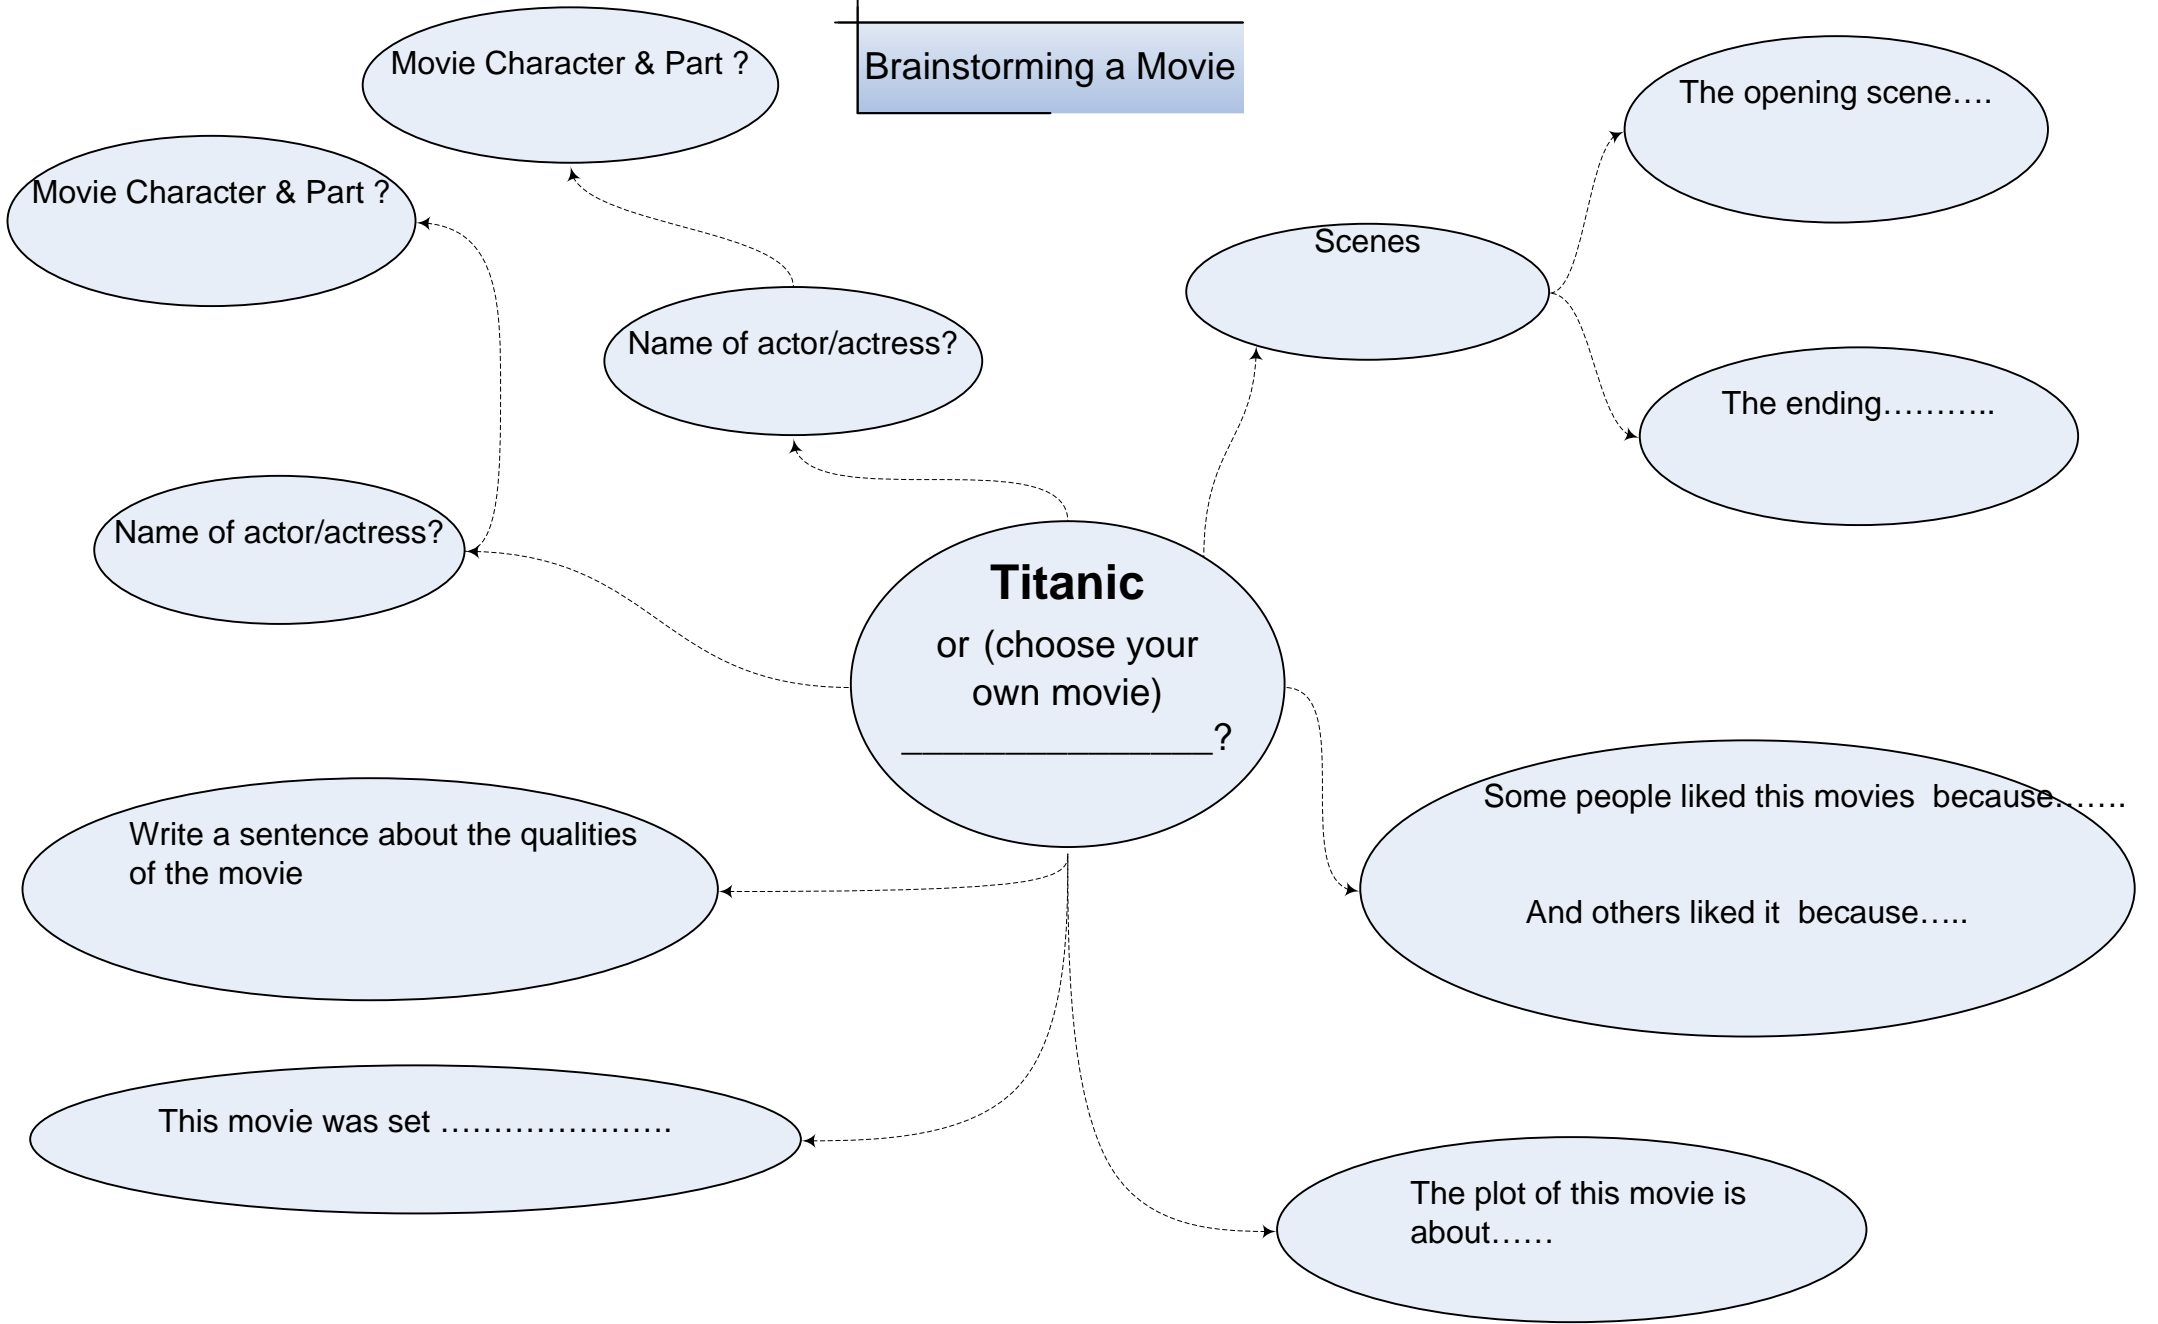 Brainstorming a Movie
Movie Character & Part ?
Movie Character & Part ?
Name of actor/actress?
Name of actor/actress?
Scenes
The opening scene….
The ending………..
Titanic
or (choose your
own movie)
_______________?
Some people liked this movies  because…….
And others liked it  because…..
Write a sentence about the qualities
of the movie
This movie was set ………………….
The plot of this movie is
about……